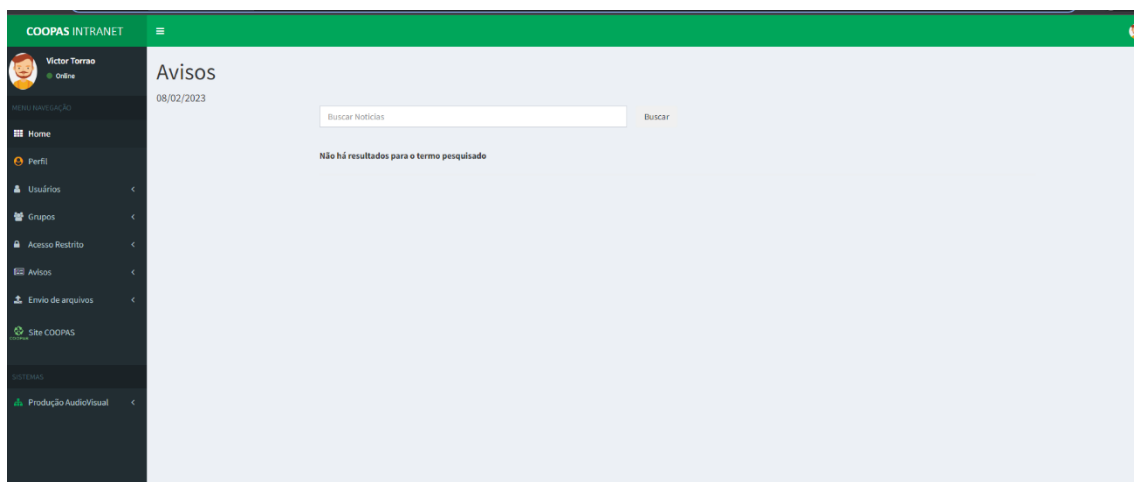 COOPAS INTRANET
Victor Torrao
Online
MENU NAVEGAÇÃO
Home
Perfil
Usuários
Grupos
Acesso Restrito
Avisos
Envio de arquivos
Site COOPAS
SISTEMAS
Produção AudioVisual
Avisos
08/02/2023
Buscar Notícias
Buscar
Não há resultados para o termo pesquisado